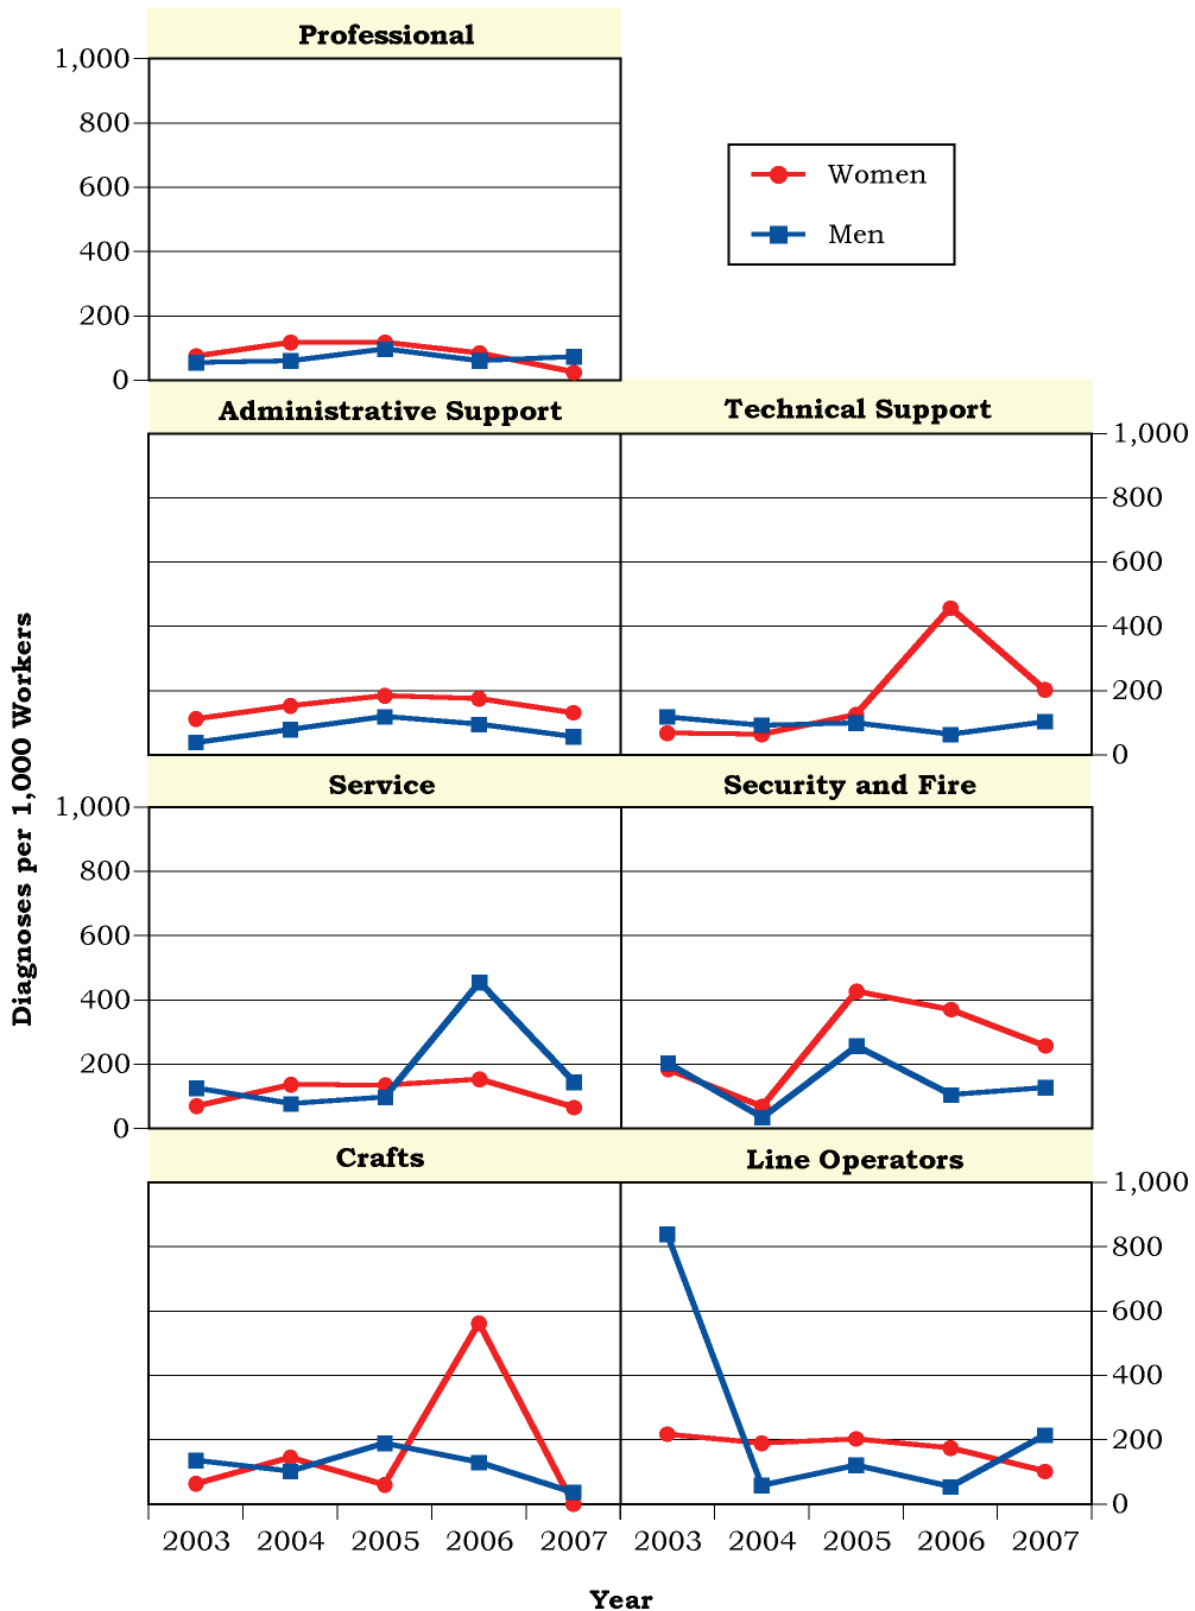 Professional
1,000
800
600
400
200
0
Women
Men
Administrative Support
Technical Support
1,000
800
600
400
200
0
Diagnoses per 1,000 Workers
Service
Security and Fire
1,000
800
600
400
200
0
Crafts
Line Operators
1,000
800
600
400
200
0
2003 2004 2005 2006 2007 2003 2004 2005 2006 2007
Year